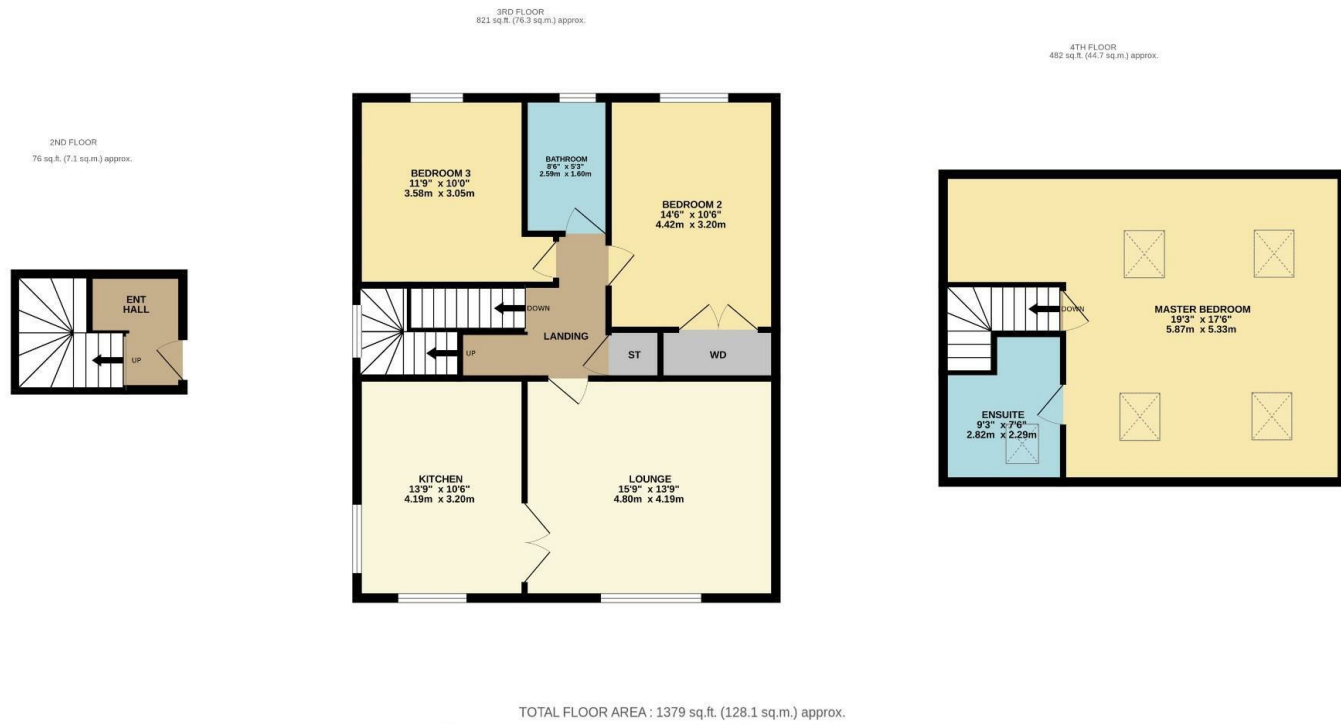 3RD FLOOR
821 sq.ft. (76.3 sq.m.) approx.
4TH FLOOR
482 sq.ft. (44.7 sq.m.) approx.
2ND FLOOR
76 sq.ft. (7.1 sq.m.) approx.
ENT
HALL
UP
BEDROOM 3
11'9" x 10'0"
3.58m x 3.05m
BATHROOM
8'6" x 5'3"
2.59m x 1.60m
BEDROOM 2
14'6" x 10'6"
4.42m x 3.20m
DOWN
LANDING
UP
ST
WD
KITCHEN
13'9" x 10'6"
4.19m x 3.20m
LOUNGE
15'9" x 13'9"
4.80m x 4.19m
DOWN
MASTER BEDROOM
19'3" x 17'6"
5.87m x 5.33m
ENSUITE
9'3" x 7'6"
2.82m x 2.29m
TOTAL FLOOR AREA : 1379 sq.ft. (128.1 sq.m.) approx.